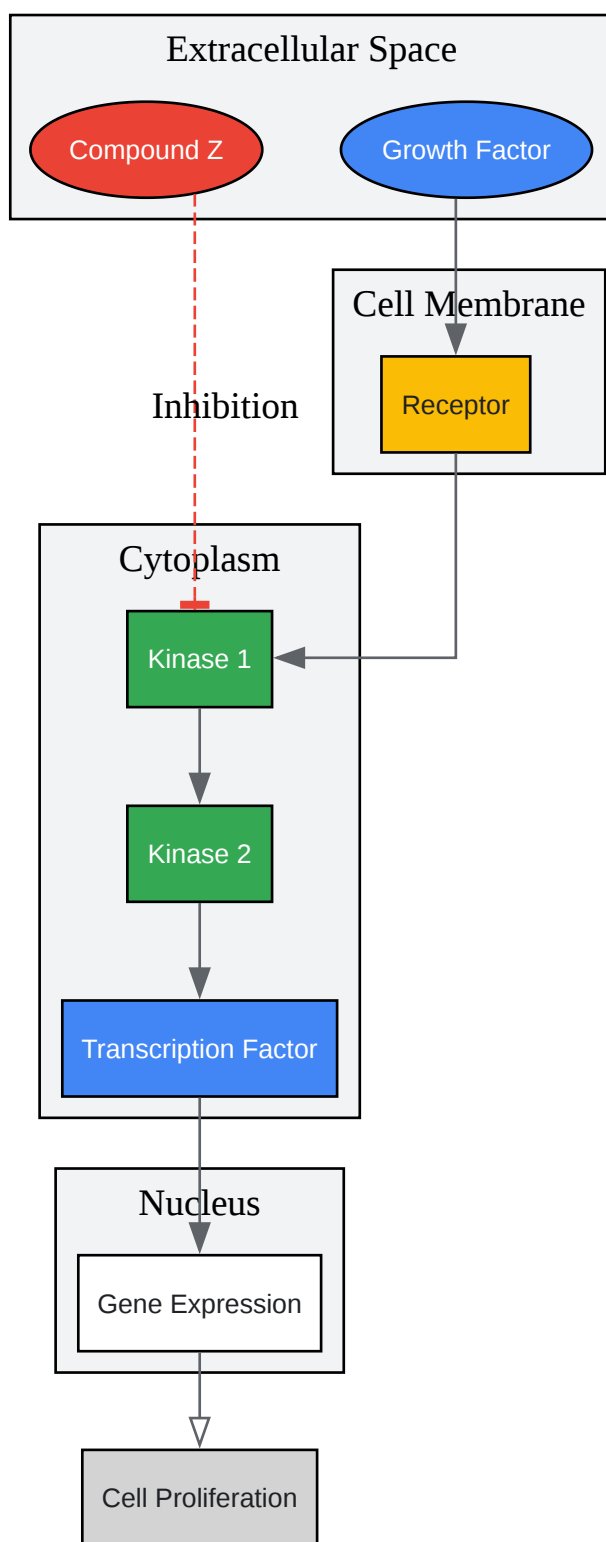 Extracellular Space
Compound Z
Growth Factor
Cell Membrane
Receptor
Inhibition
Cytoplasm
Kinase 1
Kinase 2
Transcription Factor
Nucleus
Gene Expression
Cell Proliferation